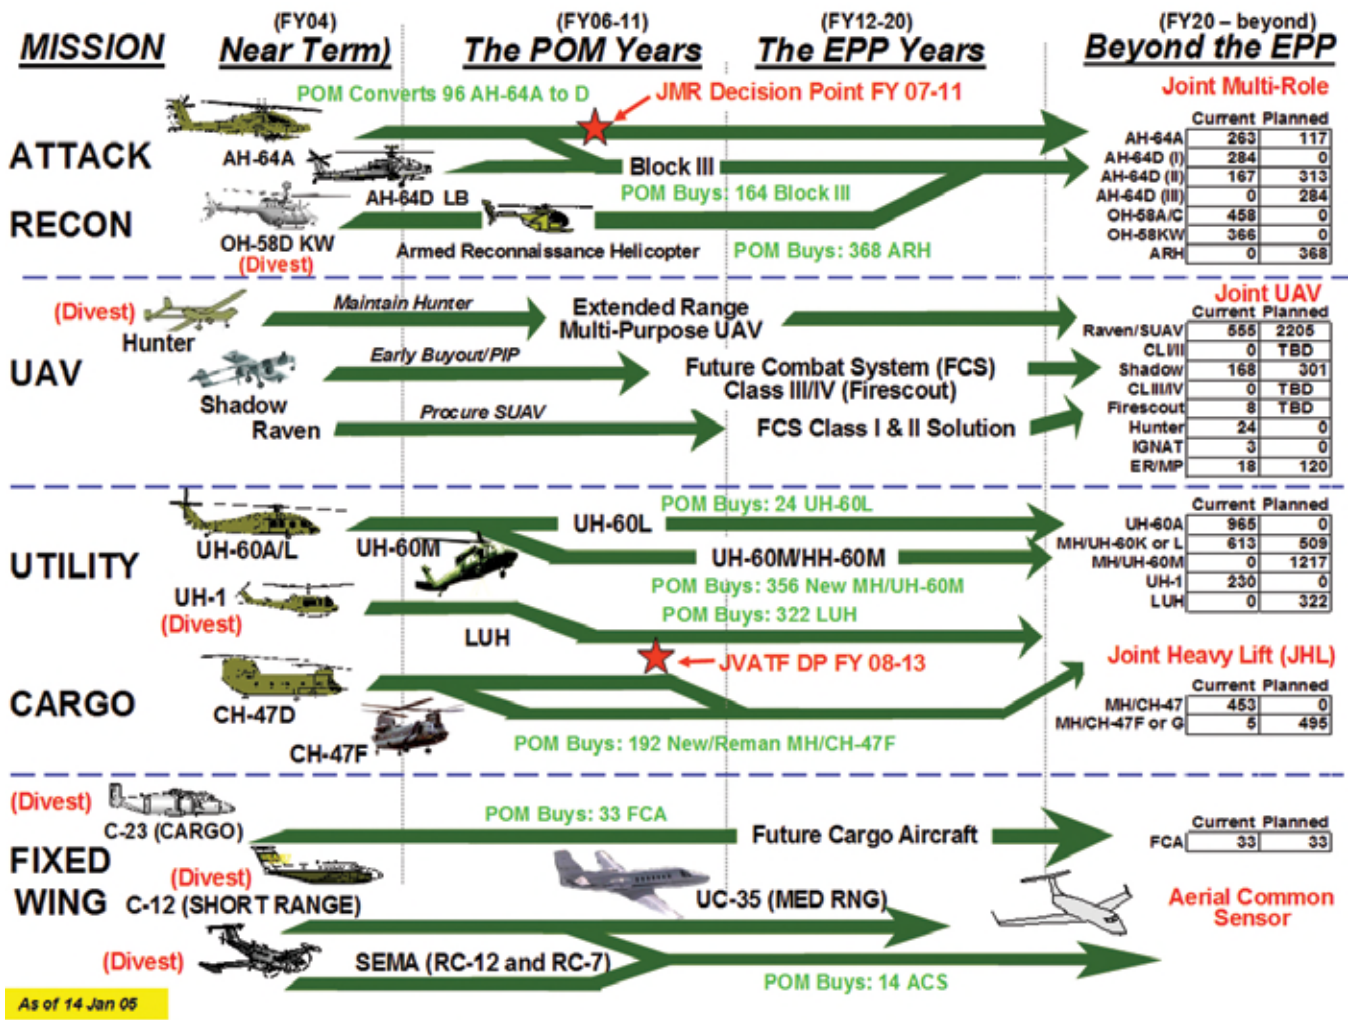 MISSION
(FY04)
Near Term)
(FY06-11)
The POM Years
(FY12-20)
The EPP Years
(FY20 – beyond)
Beyond the EPP
POM Converts 96 AH-64A to D
JMR Decision Point FY 07-11
Joint Multi-Role
ATTACK
RECON
AH-64A
AH-64D LB
Block III
POM Buys: 164 Block III
OH-58D KW
(Divest)
Armed Reconnaissance Helicopter
POM Buys: 368 ARH
Current Planned
AH-64A 263 117
AH-64D (I) 284 0
AH-64D (II) 167 313
AH-64D (III) 0 284
OH-58A/C 458 0
OH-58KW 366 0
ARH 0 368
UAV
(Divest)
Hunter
Maintain Hunter
Extended Range
Multi-Purpose UAV
Shadow
Early Buyout/PIP
Future Combat System (FCS)
Class III/IV (Firescout)
Raven
Procure SUAV
FCS Class I & II Solution
Joint UAV
Current Planned
Raven/SUAV 555 2205
CLI/II 0 TBD
Shadow 168 301
CLIII/IV 0 TBD
Firescout 8 TBD
Hunter 24 0
IGNAT 3 0
ER/MP 18 120
UTILITY
UH-60A/L
UH-60M
POM Buys: 24 UH-60L
UH-60L
UH-60M/HH-60M
POM Buys: 356 New MH/UH-60M
UH-1
(Divest)
POM Buys: 322 LUH
LUH
Current Planned
UH-60A 965 0
MH/UH-60K or L 613 509
MH/UH-60M 0 1217
UH-1 230 0
LUH 0 322
CARGO
JVATF DP FY 08-13
CH-47D
CH-47F
POM Buys: 192 New/Reman MH/CH-47F
Joint Heavy Lift (JHL)
Current Planned
MH/CH-47 453 0
MH/CH-47F or G 5 495
FIXED
WING
(Divest)
C-23 (CARGO)
POM Buys: 33 FCA
Future Cargo Aircraft
Current Planned
FCA 33 33
(Divest)
C-12 (SHORT RANGE)
UC-35 (MED RNG)
Aerial Common
Sensor
(Divest)
SEMA (RC-12 and RC-7)
POM Buys: 14 ACS
As of 14 Jan 05